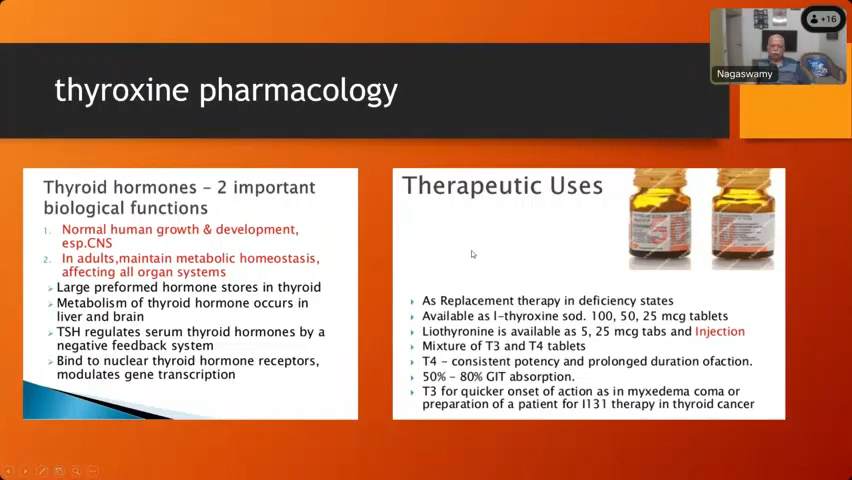 +16
Nagaswamy
thyroxine pharmacology
Thyroid hormones – 2 important
biological functions
1. Normal human growth & development,
esp.CNS
2. In adults,maintain metabolic homeostasis,
affecting all organ systems
Large preformed hormone stores in thyroid
Metabolism of thyroid hormone occurs in
liver and brain
TSH regulates serum thyroid hormones by a
negative feedback system
Bind to nuclear thyroid hormone receptors,
modulates gene transcription
Therapeutic Uses
As Replacement therapy in deficiency states
Available as l-thyroxine sod. 100, 50, 25 mcg tablets
Liothyronine is available as 5, 25 mcg tabs and Injection
Mixture of T3 and T4 tablets
T4 – consistent potency and prolonged duration ofaction.
50% – 80% GIT absorption.
T3 for quicker onset of action as in myxedema coma or
preparation of a patient for I131 therapy in thyroid cancer